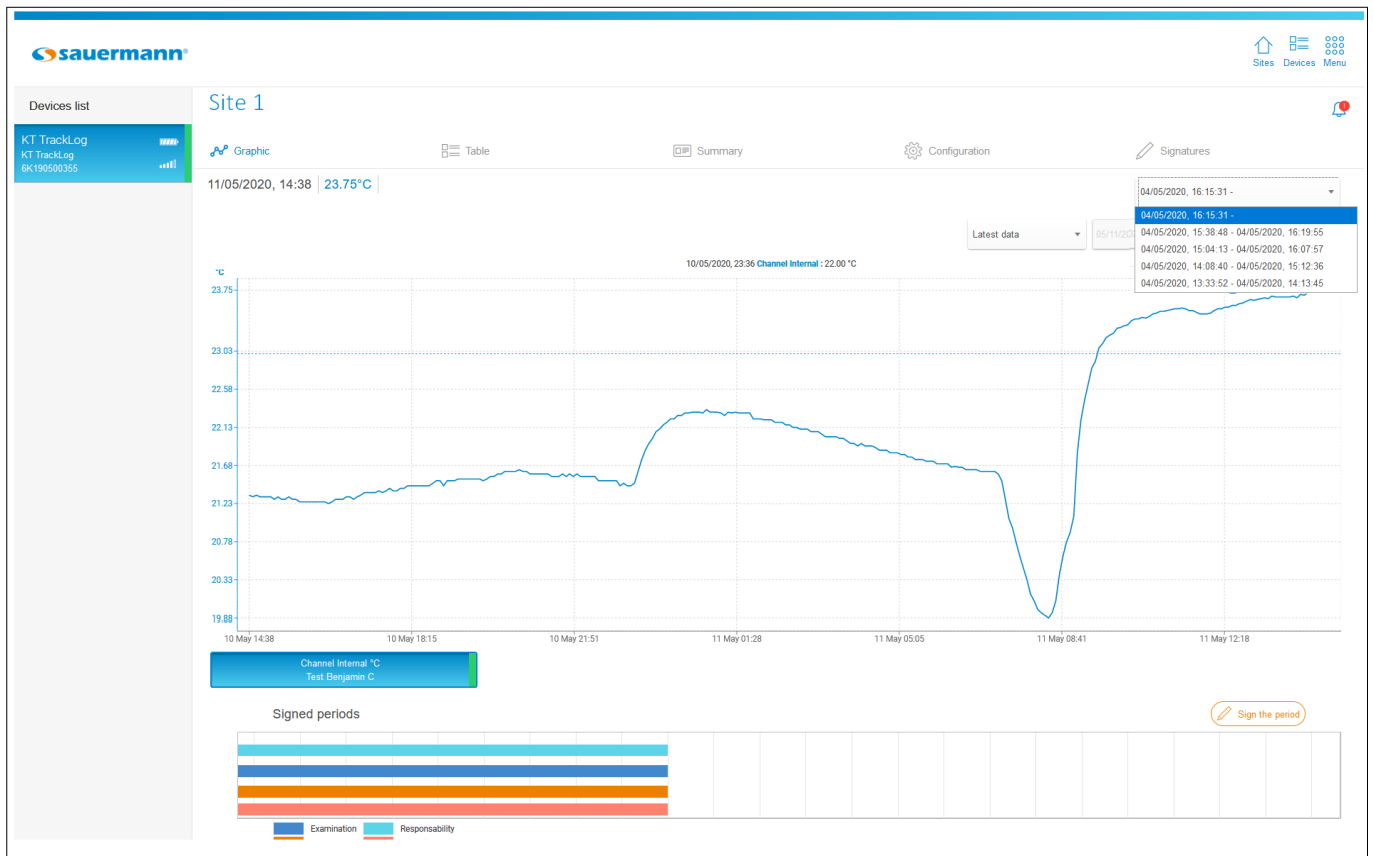 sauermann®
Sites Devices Menu
Devices list
Site 1
KT TrackLog
KT TrackLog
6K190500355
Graphic
Table
Summary
Configuration
Signatures
11/05/2020, 14:38 23.75°C
04/05/2020, 16:15:31 -
04/05/2020, 16:15:31 -
04/05/2020, 15:38:48 - 04/05/2020, 16:19:55
04/05/2020, 15:04:13 - 04/05/2020, 16:07:57
04/05/2020, 14:08:40 - 04/05/2020, 15:12:36
04/05/2020, 13:33:52 - 04/05/2020, 14:13:45
Latest data
10/05/2020, 23:36 Channel Internal : 22.00 °C
°C
23.75
23.03
22.58
22.13
21.68
21.23
20.78
20.33
19.88
10 May 14:38
10 May 18:15
10 May 21:51
11 May 01:28
11 May 05:05
11 May 08:41
11 May 12:18
Channel Internal °C
Test Benjamin C
Signed periods
Sign the period
Examination
Responsability